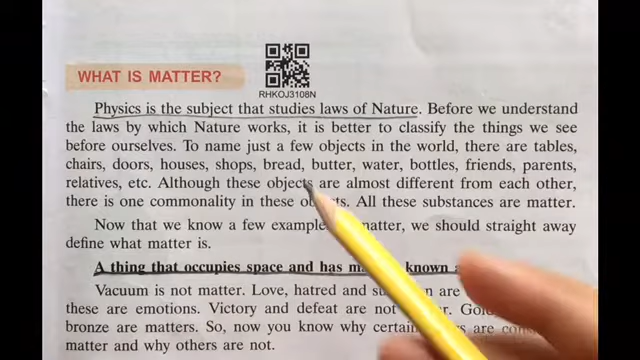 WHAT IS MATTER?
RHKOJ3108N
Physics is the subject that studies laws of Nature. Before we understand
the laws by which Nature works, it is better to classify the things we see
before ourselves. To name just a few objects in the world, there are tables,
chairs, doors, houses, shops, bread, butter, water, bottles, friends, parents,
relatives, etc. Although these objects are almost different from each other,
there is one commonality in these objects. All these substances are matter.
Now that we know a few example matter, we should straight away
define what matter is.
A thing that occupies space and has known
Vacuum is not matter. Love, hatred and are
these are emotions. Victory and defeat are not
bronze are matters. So, now you know why certain are
matter and why others are not.